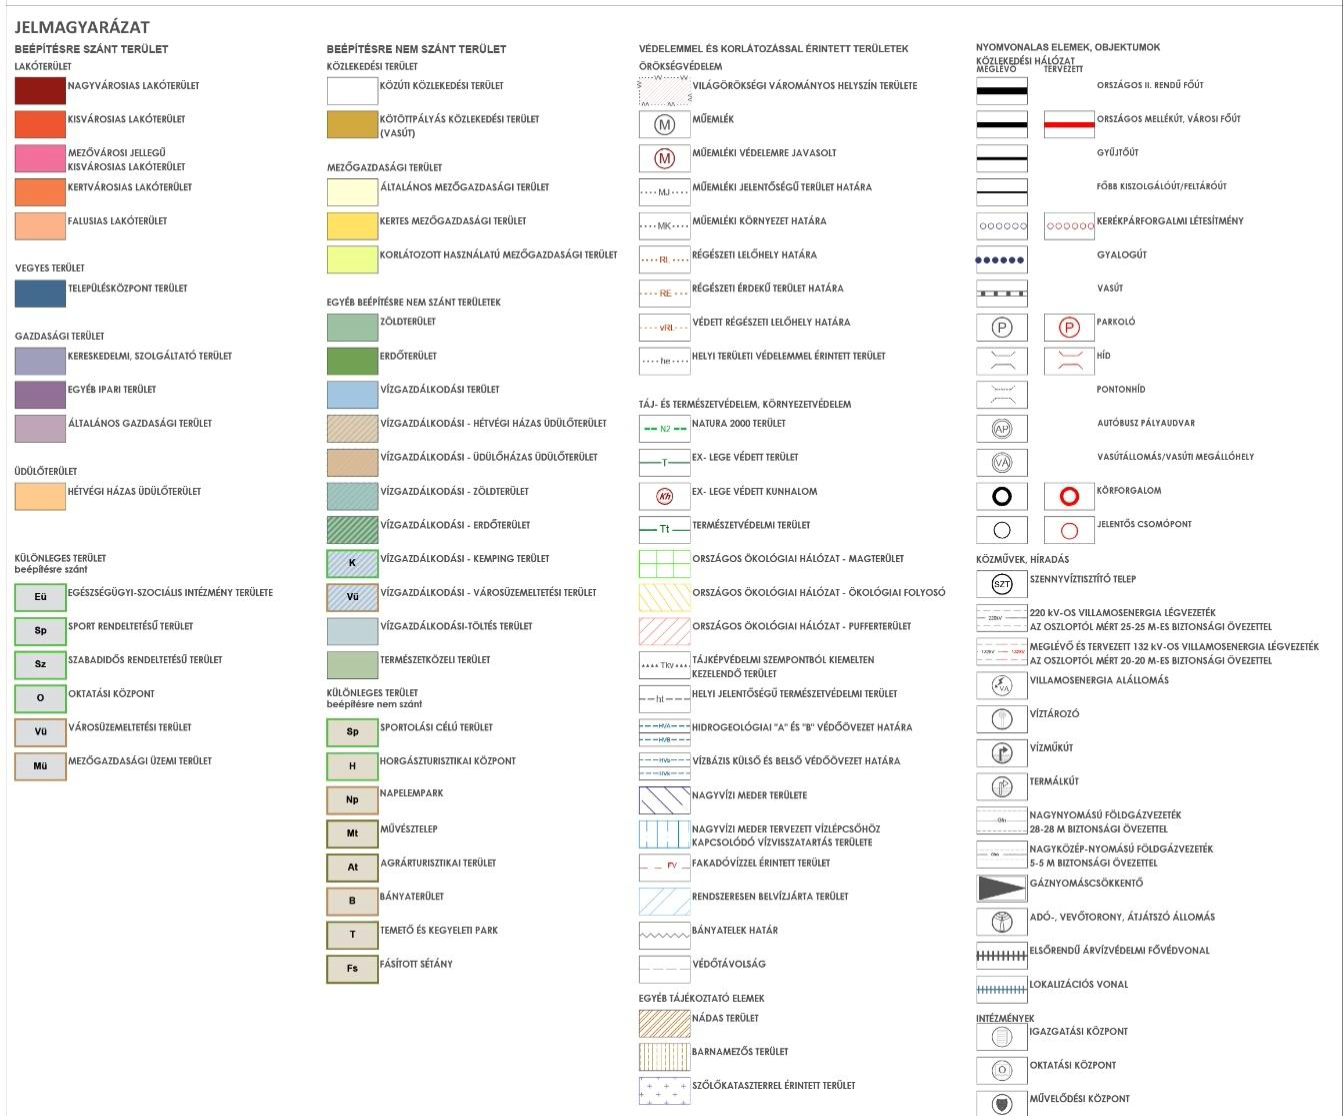 JELMAGYARÁZAT
BEÉPÍTÉSRE SZÁNT TERÜLET
LAKÓTERÜLET
NAGYVÁROSIAS LAKÓTERÜLET
KISVÁROSIAS LAKÓTERÜLET
MEZŐVÁROSI JELLEGŰ
KISVÁROSIAS LAKÓTERÜLET
KERTVÁROSIAS LAKÓTERÜLET
FALUSIAS LAKÓTERÜLET
VEGYES TERÜLET
TELEPÜLÉSKÖZPONT TERÜLET
GAZDASÁGI TERÜLET
KERESKEDELMI, SZOLGÁLTATÓ TERÜLET
EGYÉB IPARI TERÜLET
ÁLTALÁNOS GAZDASÁGI TERÜLET
ÜDÜLŐTERÜLET
HÉTVÉGI HÁZAS ÜDÜLŐTERÜLET
KÜLÖNLEGES TERÜLET
beépítésre szánt
Eü EGÉSZSÉGÜGYI-SZOCIÁLIS INTÉZMÉNY TERÜLETE
Sp SPORT RENDELTETÉSŰ TERÜLET
Sz SZABADIDŐS RENDELTETÉSŰ TERÜLET
O OKTATÁSI KÖZPONT
Vü VÁROSÜZEMELTETÉSI TERÜLET
Mü MEZŐGAZDASÁGI ÜZEMI TERÜLET
BEÉPÍTÉSRE NEM SZÁNT TERÜLET
KÖZLEKEDÉSI TERÜLET
KÖZÚTI KÖZLEKEDÉSI TERÜLET
KÖTÖTTPÁLYÁS KÖZLEKEDÉSI TERÜLET
(VASÚT)
MEZŐGAZDASÁGI TERÜLET
ÁLTALÁNOS MEZŐGAZDASÁGI TERÜLET
KERTES MEZŐGAZDASÁGI TERÜLET
KORLÁTOZOTT HASZNÁLATÚ MEZŐGAZDASÁGI TERÜLET
EGYÉB BEÉPÍTÉSRE NEM SZÁNT TERÜLETEK
ZÖLDTERÜLET
ERDŐTERÜLET
VÍZGAZDÁLKODÁSI TERÜLET
VÍZGAZDÁLKODÁSI - HÉTVÉGI HÁZAS ÜDÜLŐTERÜLET
VÍZGAZDÁLKODÁSI - ÜDÜLŐHÁZAS ÜDÜLŐTERÜLET
VÍZGAZDÁLKODÁSI - ZÖLDTERÜLET
VÍZGAZDÁLKODÁSI - ERDŐTERÜLET
K VÍZGAZDÁLKODÁSI - KEMPING TERÜLET
Vü VÍZGAZDÁLKODÁSI - VÁROSÜZEMELTETÉSI TERÜLET
VÍZGAZDÁLKODÁSI-TÖLTÉS TERÜLET
TERMÉSZETKÖZELI TERÜLET
KÜLÖNLEGES TERÜLET
beépítésre nem szánt
Sp SPORTOLÁSI CÉLÚ TERÜLET
H HORGÁSZTURISZTIKAI KÖZPONT
Np NAPELEMPARK
Mt MŰVÉSZTELEP
At AGRÁRTURISZTIKAI TERÜLET
B BÁNYATERÜLET
T TEMETŐ ÉS KEGYELETI PARK
Fs FÁSÍTOTT SÉTÁNY
VÉDELEMMEL ÉS KORLÁTOZÁSSAL ÉRINTETT TERÜLETEK
ÖRÖKSÉGVÉDELEM
VILÁGÖRÖKSÉGI VÁROMÁNYOS HELYSZÍN TERÜLETE
M MŰEMLÉK
M MŰEMLÉKI VÉDELEMRE JAVASOLT
MJ MŰEMLÉKI JELENTŐSÉGŰ TERÜLET HATÁRA
MK MŰEMLÉKI KÖRNYEZET HATÁRA
RL RÉGÉSZETI LELŐHELY HATÁRA
RE RÉGÉSZETI ÉRDEKŰ TERÜLET HATÁRA
vRL VÉDETT RÉGÉSZETI LELŐHELY HATÁRA
he HELYI TERÜLETI VÉDELEMMEL ÉRINTETT TERÜLET
TÁJ- ÉS TERMÉSZETVÉDELEM, KÖRNYEZETVÉDELEM
N2 NATURA 2000 TERÜLET
T EX- LEGE VÉDETT TERÜLET
Kh EX- LEGE VÉDETT KUNHALOM
Tt TERMÉSZETVÉDELMI TERÜLET
ORSZÁGOS ÖKOLÓGIAI HÁLÓZAT - MAGTERÜLET
ORSZÁGOS ÖKOLÓGIAI HÁLÓZAT - ÖKOLÓGIAI FOLYOSÓ
ORSZÁGOS ÖKOLÓGIAI HÁLÓZAT - PUFFERTERÜLET
Tkv TÁJKÉPVÉDELMI SZEMPONTBÓL KIEMELTEN
KEZELENDŐ TERÜLET
ht HELYI JELENTŐSÉGŰ TERMÉSZETVÉDELMI TERÜLET
HVA HIDROGEOLÓGIAI "A" ÉS "B" VÉDŐÖVEZET HATÁRA
HVB
VÍZBÁZIS KÜLSŐ ÉS BELSŐ VÉDŐÖVEZET HATÁRA
NAGYVÍZI MEDER TERÜLETE
NAGYVÍZI MEDER TERVEZETT VÍZLÉPCSŐHÖZ
KAPCSOLÓDÓ VÍZVISSZATARTÁS TERÜLETE
FV FAKADÓVÍZZEL ÉRINTETT TERÜLET
RENDSZERESEN BELVÍZJÁRTA TERÜLET
BÁNYATELEK HATÁR
VÉDŐTÁVOLSÁG
EGYÉB TÁJÉKOZTATÓ ELEMEK
NÁDAS TERÜLET
BARNAMEZŐS TERÜLET
SZŐLŐKATASZTERREL ÉRINTETT TERÜLET
NYOMVONALAS ELEMEK, OBJEKTUMOK
KÖZLEKEDÉSI HÁLÓZAT
MEGLÉVŐ TERVEZETT
ORSZÁGOS II. RENDŰ FŐÚT
ORSZÁGOS MELLÉKÚT, VÁROSI FŐÚT
GYŰJTŐÚT
FŐBB KISZOLGÁLÓÚT/FELTÁRÓÚT
KERÉKPÁRFORGALMI LÉTESÍTMÉNY
GYALOGÚT
VASÚT
P P PARKOLÓ
HÍD
PONTONHÍD
AP AUTÓBUSZ PÁLYAUDVAR
VÁ VASÚTÁLLOMÁS/VASÚTI MEGÁLLÓHELY
KÖRFORGALOM
JELENTŐS CSOMÓPONT
KÖZMŰVEK, HÍRADÁS
SZT SZENNYVÍZTISZTÍTÓ TELEP
220kV 220 kV-OS VILLAMOSENERGIA LÉGVEZETÉK
AZ OSZLOPTÓL MÉRT 25-25 M-ES BIZTONSÁGI ÖVEZETTEL
132kV 132kV MEGLÉVŐ ÉS TERVEZETT 132 kV-OS VILLAMOSENERGIA LÉGVEZETÉK
AZ OSZLOPTÓL MÉRT 20-20 M-ES BIZTONSÁGI ÖVEZETTEL
VA VILLAMOSENERGIA ALÁLLOMÁS
VÍZTÁROZÓ
VÍZMŰKÚT
TERMÁLKÚT
NAGYNYOMÁSÚ FÖLDGÁZVEZETÉK
28-28 M BIZTONSÁGI ÖVEZETTEL
NAGYKÖZÉP-NYOMÁSÚ FÖLDGÁZVEZETÉK
5-5 M BIZTONSÁGI ÖVEZETTEL
GÁZNYOMÁSCSÖKKENTŐ
ADÓ-, VEVŐTORONY, ÁTJÁTSZÓ ÁLLOMÁS
ELSŐRENDŰ ÁRVÍZVÉDELMI FŐVÉDVONAL
LOKALIZÁCIÓS VONAL
INTÉZMÉNYEK
IGAZGATÁSI KÖZPONT
O OKTATÁSI KÖZPONT
MŰVELŐDÉSI KÖZPONT